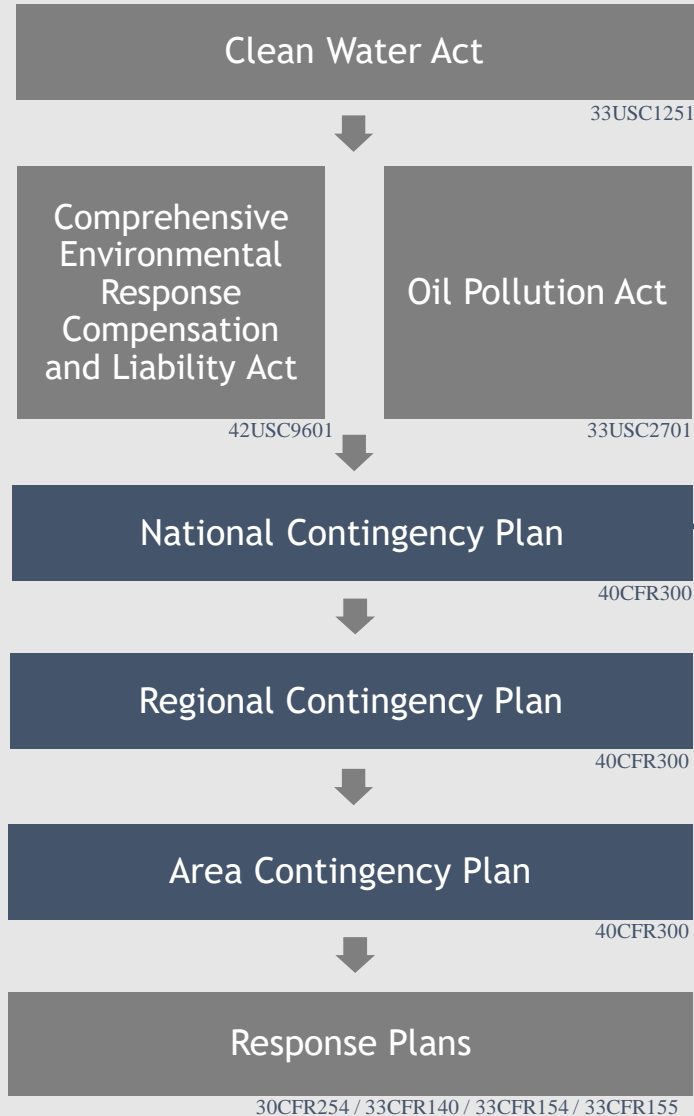 Clean Water Act
33USC1251
Comprehensive
Environmental
Response
Compensation
and Liability Act
42USC9601
Oil Pollution Act
33USC2701
National Contingency Plan
40CFR300
Regional Contingency Plan
40CFR300
Area Contingency Plan
40CFR300
Response Plans
30CFR254 / 33CFR140 / 33CFR154 / 33CFR155